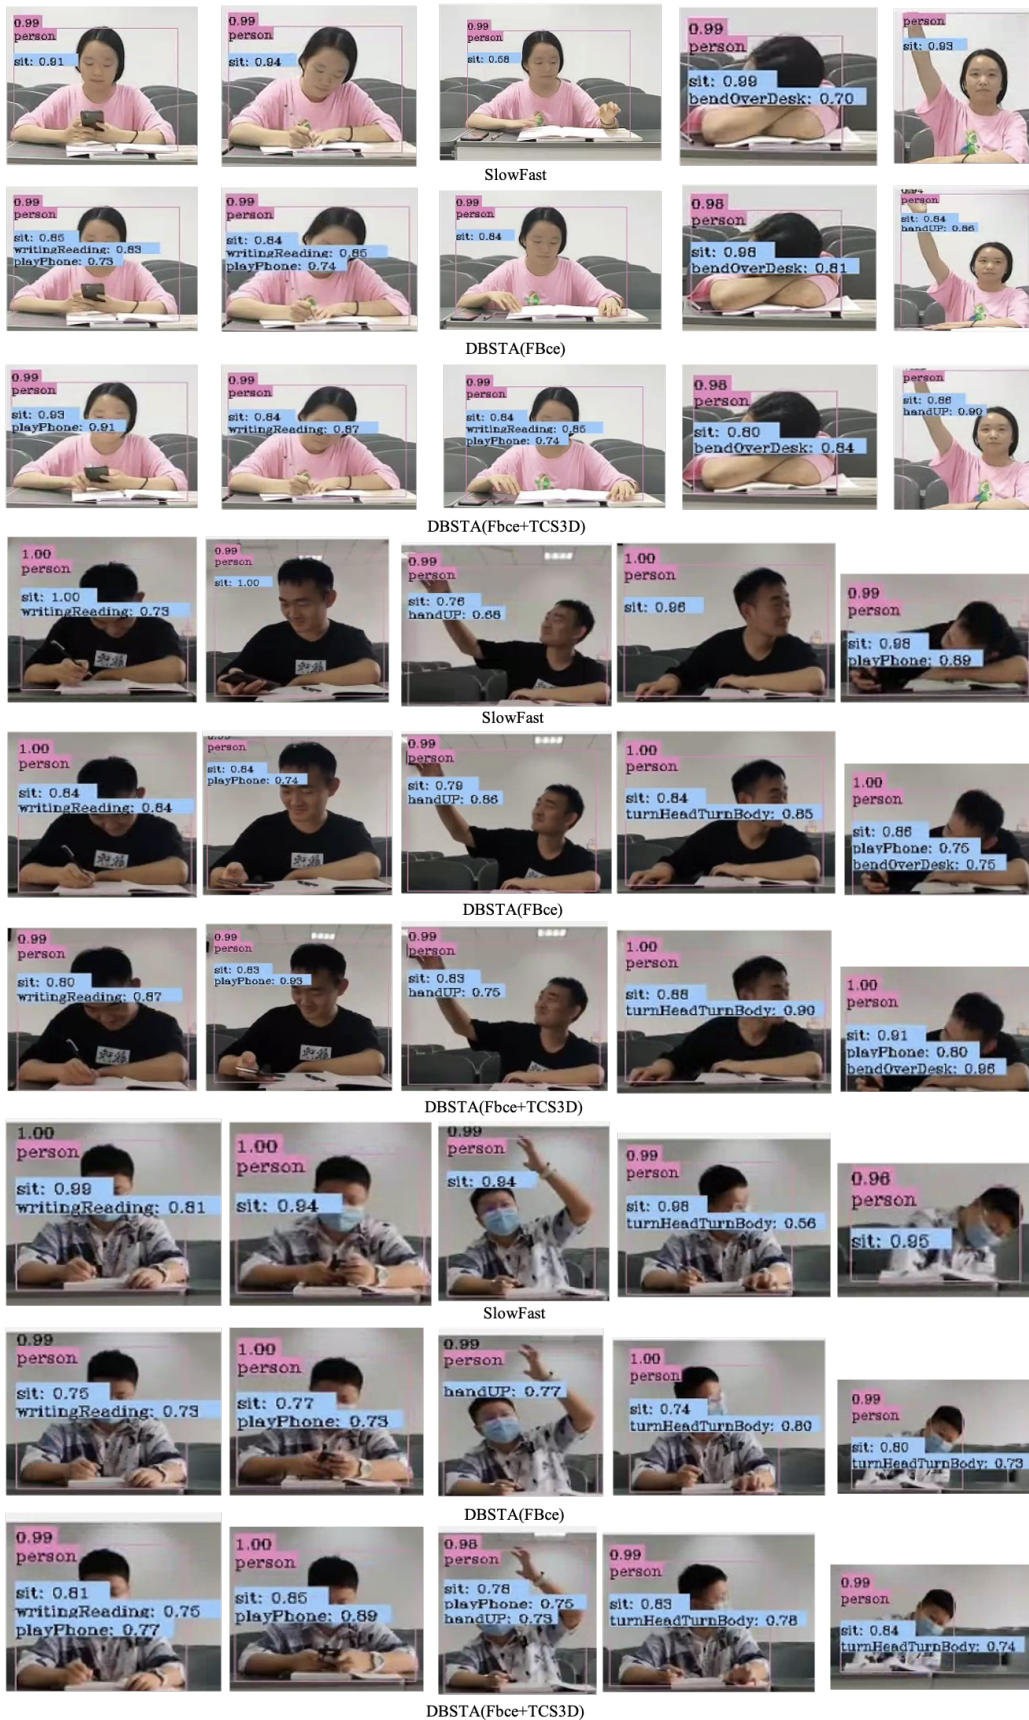 0.99
person
sit: 0.91
0.99
person
sit: 0.94
0.99
person
sit: 0.68
0.99
person
sit: 0.99
bendOverDesk: 0.70
person
sit: 0.93
SlowFast
0.99
person
sit: 0.85
writingReading: 0.83
playPhone: 0.73
0.99
person
sit: 0.84
writingReading: 0.85
playPhone: 0.74
0.99
person
sit: 0.84
0.98
person
sit: 0.98
bendOverDesk: 0.81
0.94
person
sit: 0.84
handUP: 0.86
DBSTA(FBce)
0.99
person
sit: 0.93
playPhone: 0.91
0.99
person
sit: 0.84
writingReading: 0.87
0.99
person
sit: 0.84
writingReading: 0.85
playPhone: 0.74
0.98
person
sit: 0.80
bendOverDesk: 0.84
person
sit: 0.86
handUP: 0.90
DBSTA(Fbce+TCS3D)
1.00
person
sit: 1.00
writingReading: 0.73
0.99
person
sit: 1.00
0.99
person
sit: 0.76
handUP: 0.68
1.00
person
sit: 0.96
0.99
person
sit: 0.98
playPhone: 0.89
SlowFast
1.00
person
sit: 0.84
writingReading: 0.84
person
sit: 0.84
playPhone: 0.74
0.99
person
sit: 0.79
handUP: 0.86
1.00
person
sit: 0.84
turnHeadTurnBody: 0.85
1.00
person
sit: 0.86
playPhone: 0.75
bendOverDesk: 0.75
DBSTA(FBce)
0.99
person
sit: 0.80
writingReading: 0.87
0.99
person
sit: 0.83
playPhone: 0.93
0.99
person
sit: 0.83
handUP: 0.75
1.00
person
sit: 0.88
turnHeadTurnBody: 0.90
1.00
person
sit: 0.91
playPhone: 0.80
bendOverDesk: 0.96
DBSTA(Fbce+TCS3D)
1.00
person
sit: 0.99
writingReading: 0.81
1.00
person
sit: 0.94
0.99
person
sit: 0.94
0.99
person
sit: 0.98
turnHeadTurnBody: 0.56
0.96
person
sit: 0.95
SlowFast
0.99
person
sit: 0.75
writingReading: 0.73
1.00
person
sit: 0.77
playPhone: 0.73
0.99
person
handUP: 0.77
1.00
person
sit: 0.74
turnHeadTurnBody: 0.80
0.99
person
sit: 0.80
turnHeadTurnBody: 0.73
DBSTA(FBce)
0.99
person
sit: 0.81
writingReading: 0.75
playPhone: 0.77
1.00
person
sit: 0.85
playPhone: 0.89
0.98
person
sit: 0.78
playPhone: 0.75
handUP: 0.73
0.99
person
sit: 0.83
turnHeadTurnBody: 0.78
0.99
person
sit: 0.84
turnHeadTurnBody: 0.74
DBSTA(Fbce+TCS3D)